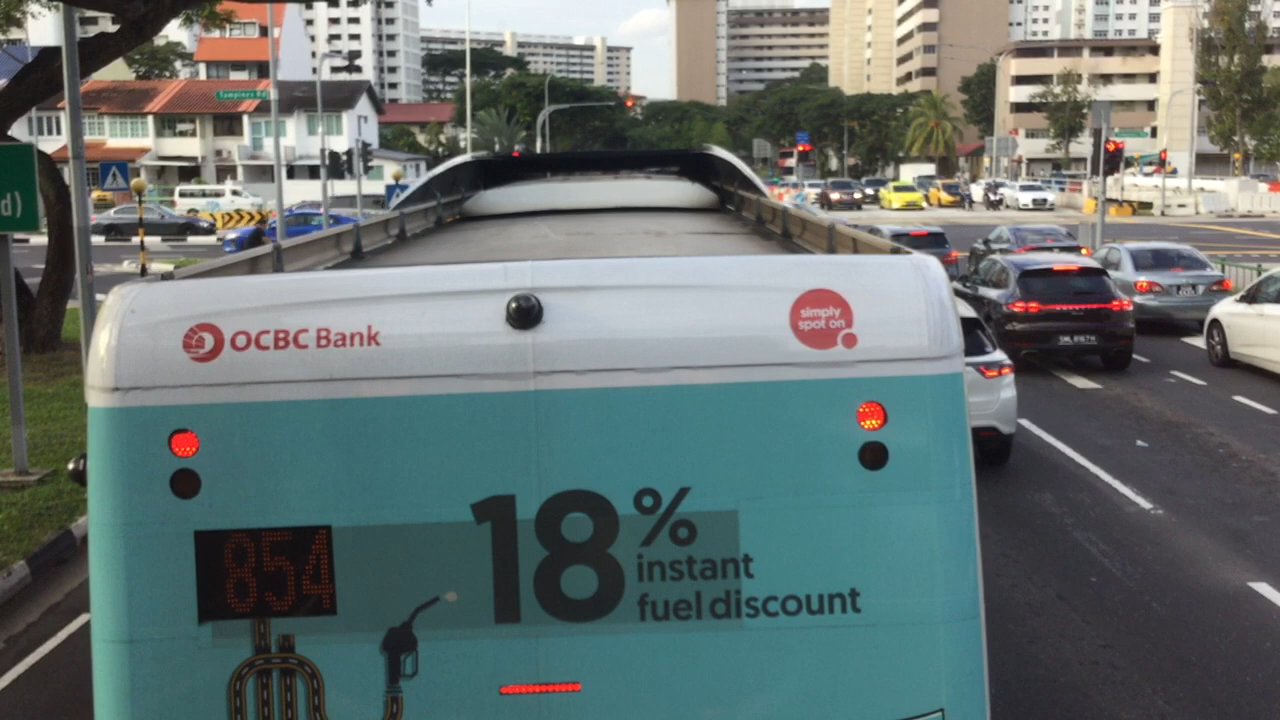 Tampines Rd
d)
OCBC Bank
simply
spot on
18%
instant
fuel discount
854